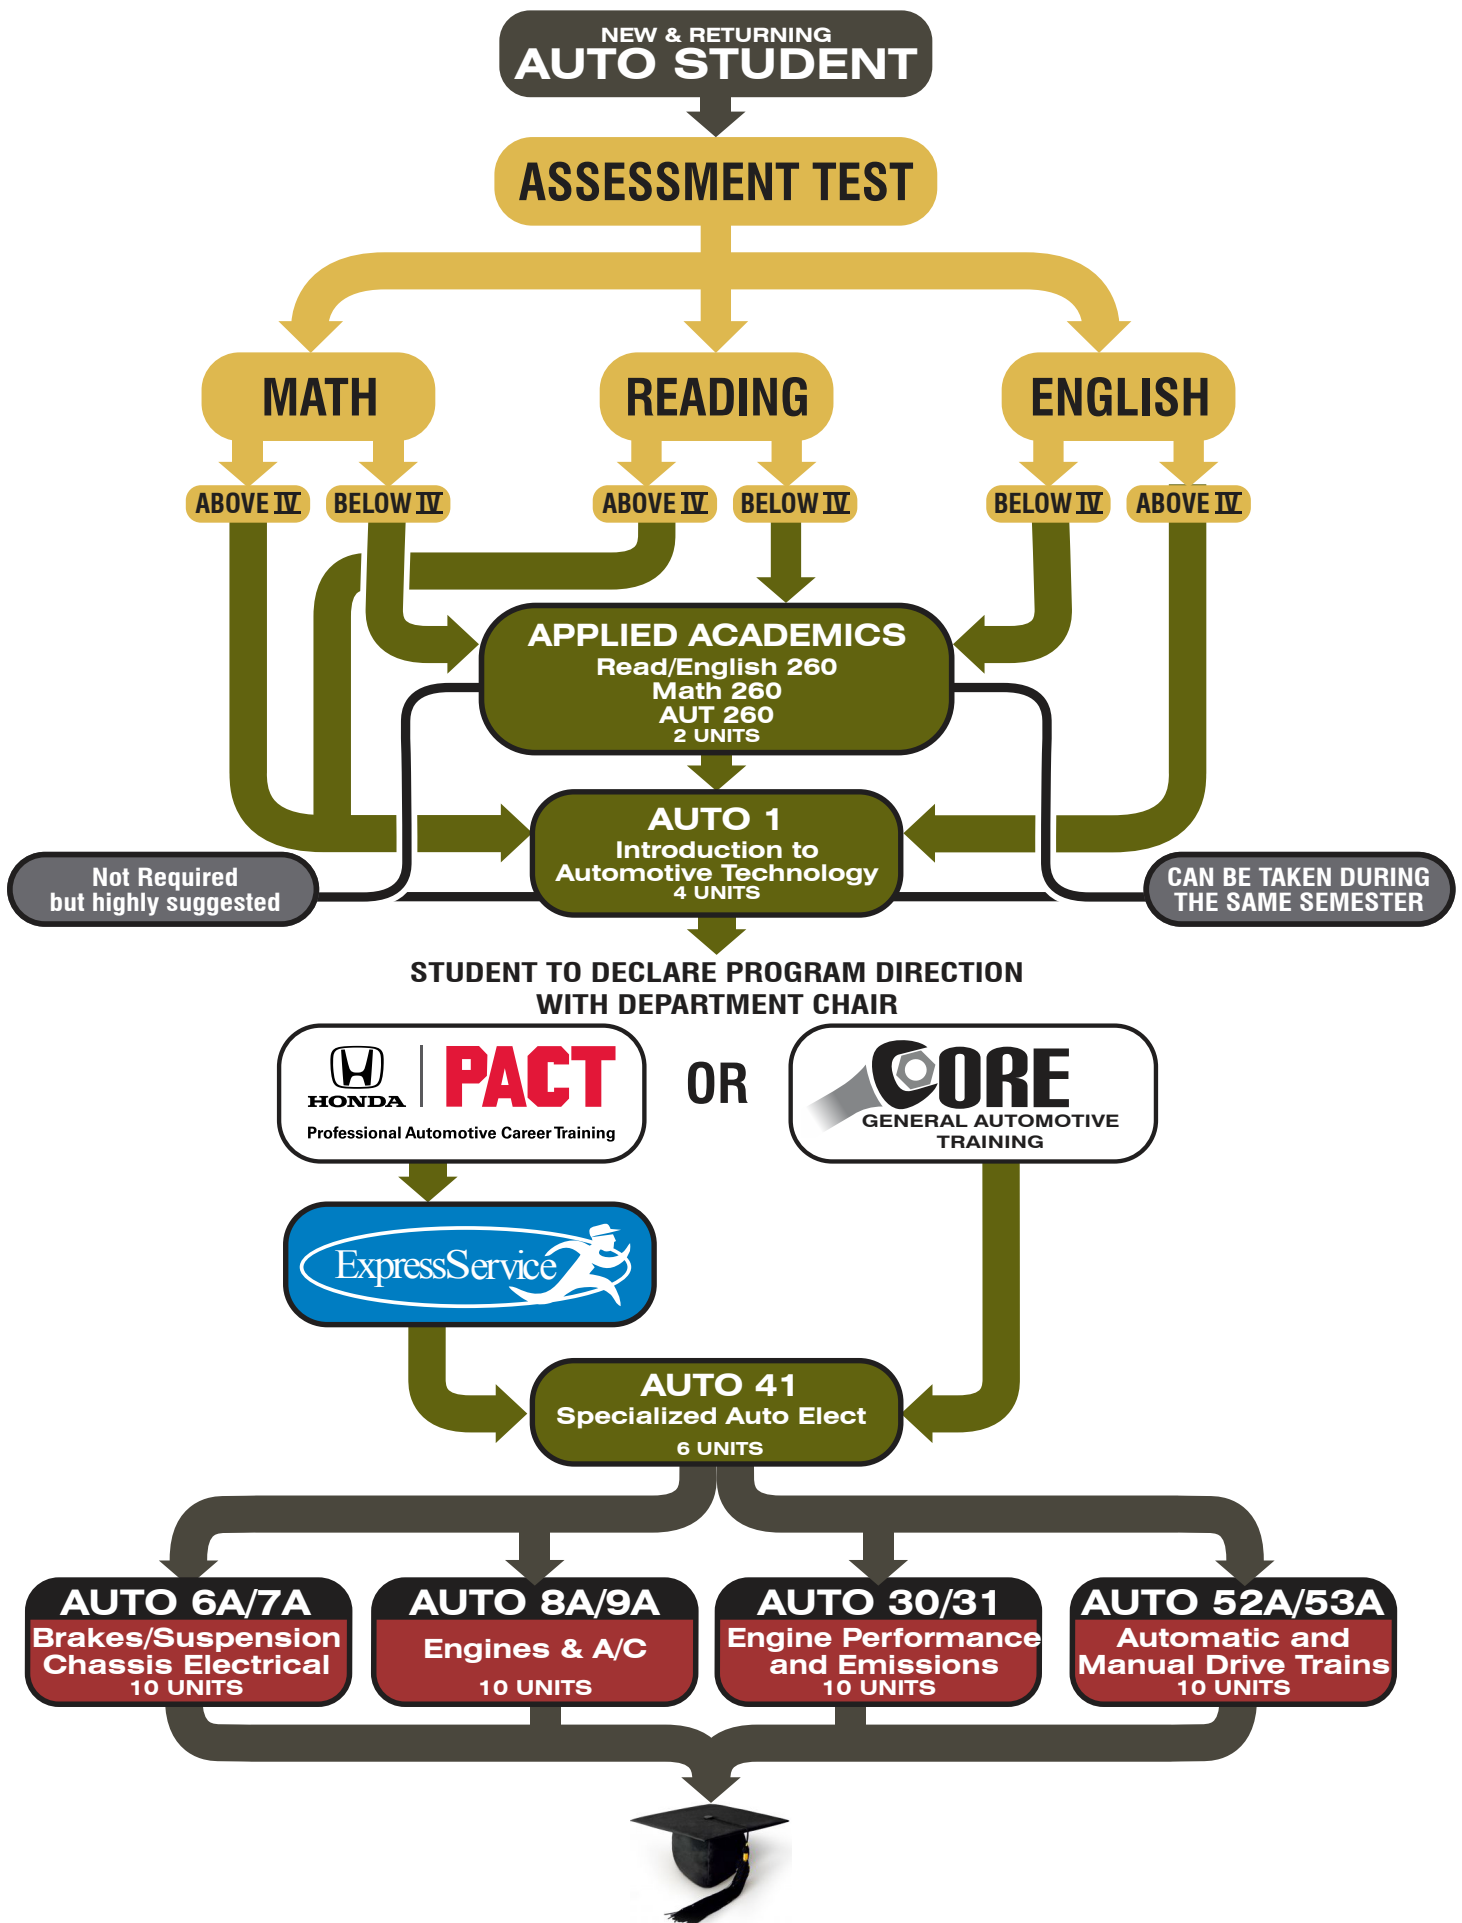 NEW & RETURNING
AUTO STUDENT
ASSESSMENT TEST
MATH
READING
ENGLISH
ABOVE IV
BELOW IV
ABOVE IV
BELOW IV
BELOW IV
ABOVE IV
APPLIED ACADEMICS
Read/English 260
Math 260
AUT 260
2 UNITS
AUTO 1
Introduction to
Automotive Technology
4 UNITS
Not Required
but highly suggested
CAN BE TAKEN DURING
THE SAME SEMESTER
STUDENT TO DECLARE PROGRAM DIRECTION
WITH DEPARTMENT CHAIR
HONDA
PACT
Professional Automotive Career Training
OR
CORE
GENERAL AUTOMOTIVE
TRAINING
ExpressService
AUTO 41
Specialized Auto Elect
6 UNITS
AUTO 6A/7A
Brakes/Suspension
Chassis Electrical
10 UNITS
AUTO 8A/9A
Engines & A/C
10 UNITS
AUTO 30/31
Engine Performance
and Emissions
10 UNITS
AUTO 52A/53A
Automatic and
Manual Drive Trains
10 UNITS